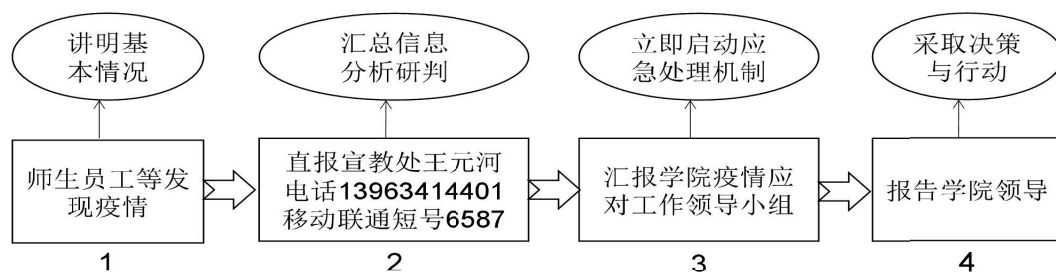 讲明基
本情况
汇总信息
分析研判
立即启动应
急处理机制
采取决策
与行动
师生员工等发
现疫情
直报宣教处王元河
电话13963414401
移动联通短号6587
汇报学院疫情应
对工作领导小组
报告学院领导
1
2
3
4